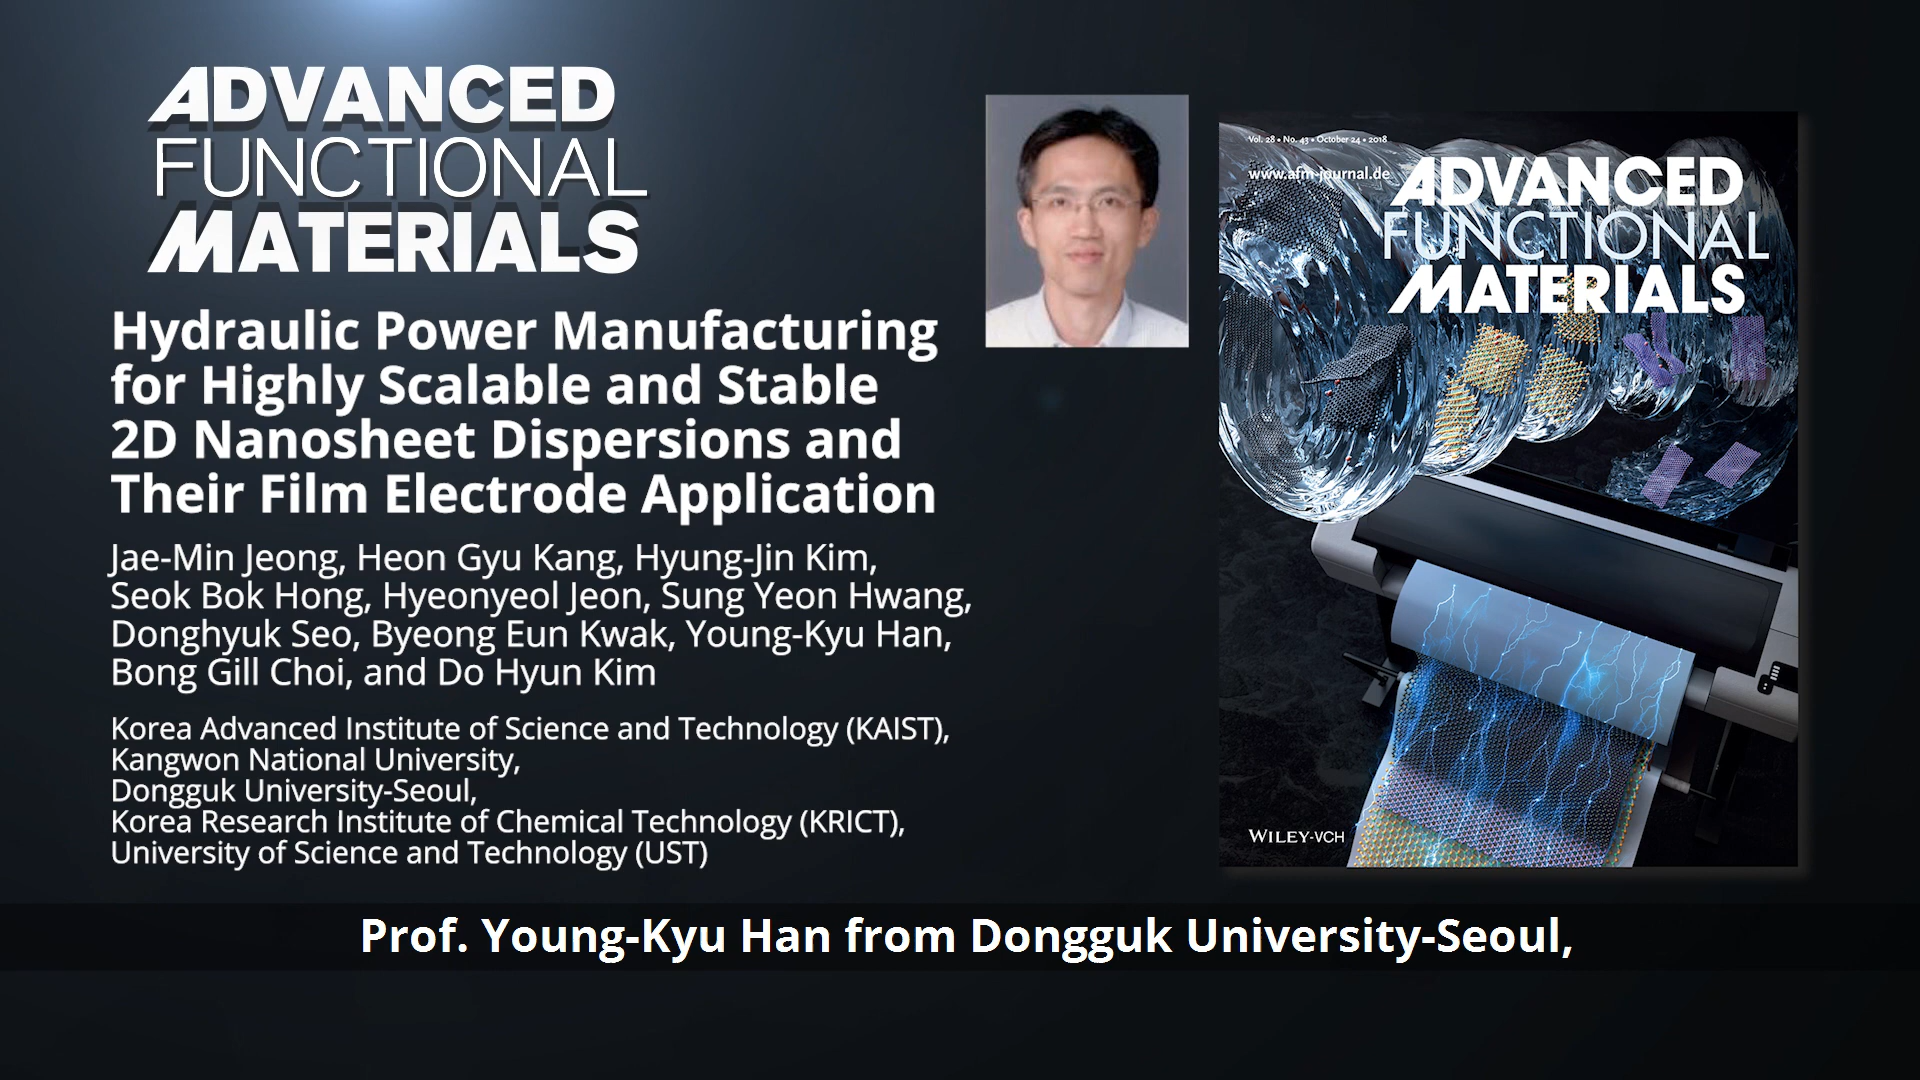 ADVANCED
FUNCTIONAL
MATERIALS
Hydraulic Power Manufacturing
for Highly Scalable and Stable
2D Nanosheet Dispersions and
Their Film Electrode Application
Jae-Min Jeong, Heon Gyu Kang, Hyung-Jin Kim,
Seok Bok Hong, Hyeonyeol Jeon, Sung Yeon Hwang,
Donghyuk Seo, Byeong Eun Kwak, Young-Kyu Han,
Bong Gill Choi, and Do Hyun Kim
Korea Advanced Institute of Science and Technology (KAIST),
Kangwon National University,
Dongguk University-Seoul,
Korea Research Institute of Chemical Technology (KRICT),
University of Science and Technology (UST)
Vol. 28 • No. 43 • October 24 • 2018
www.afm-journal.de
ADVANCED
FUNCTIONAL
MATERIALS
WILEY-VCH
Prof. Young-Kyu Han from Dongguk University-Seoul,